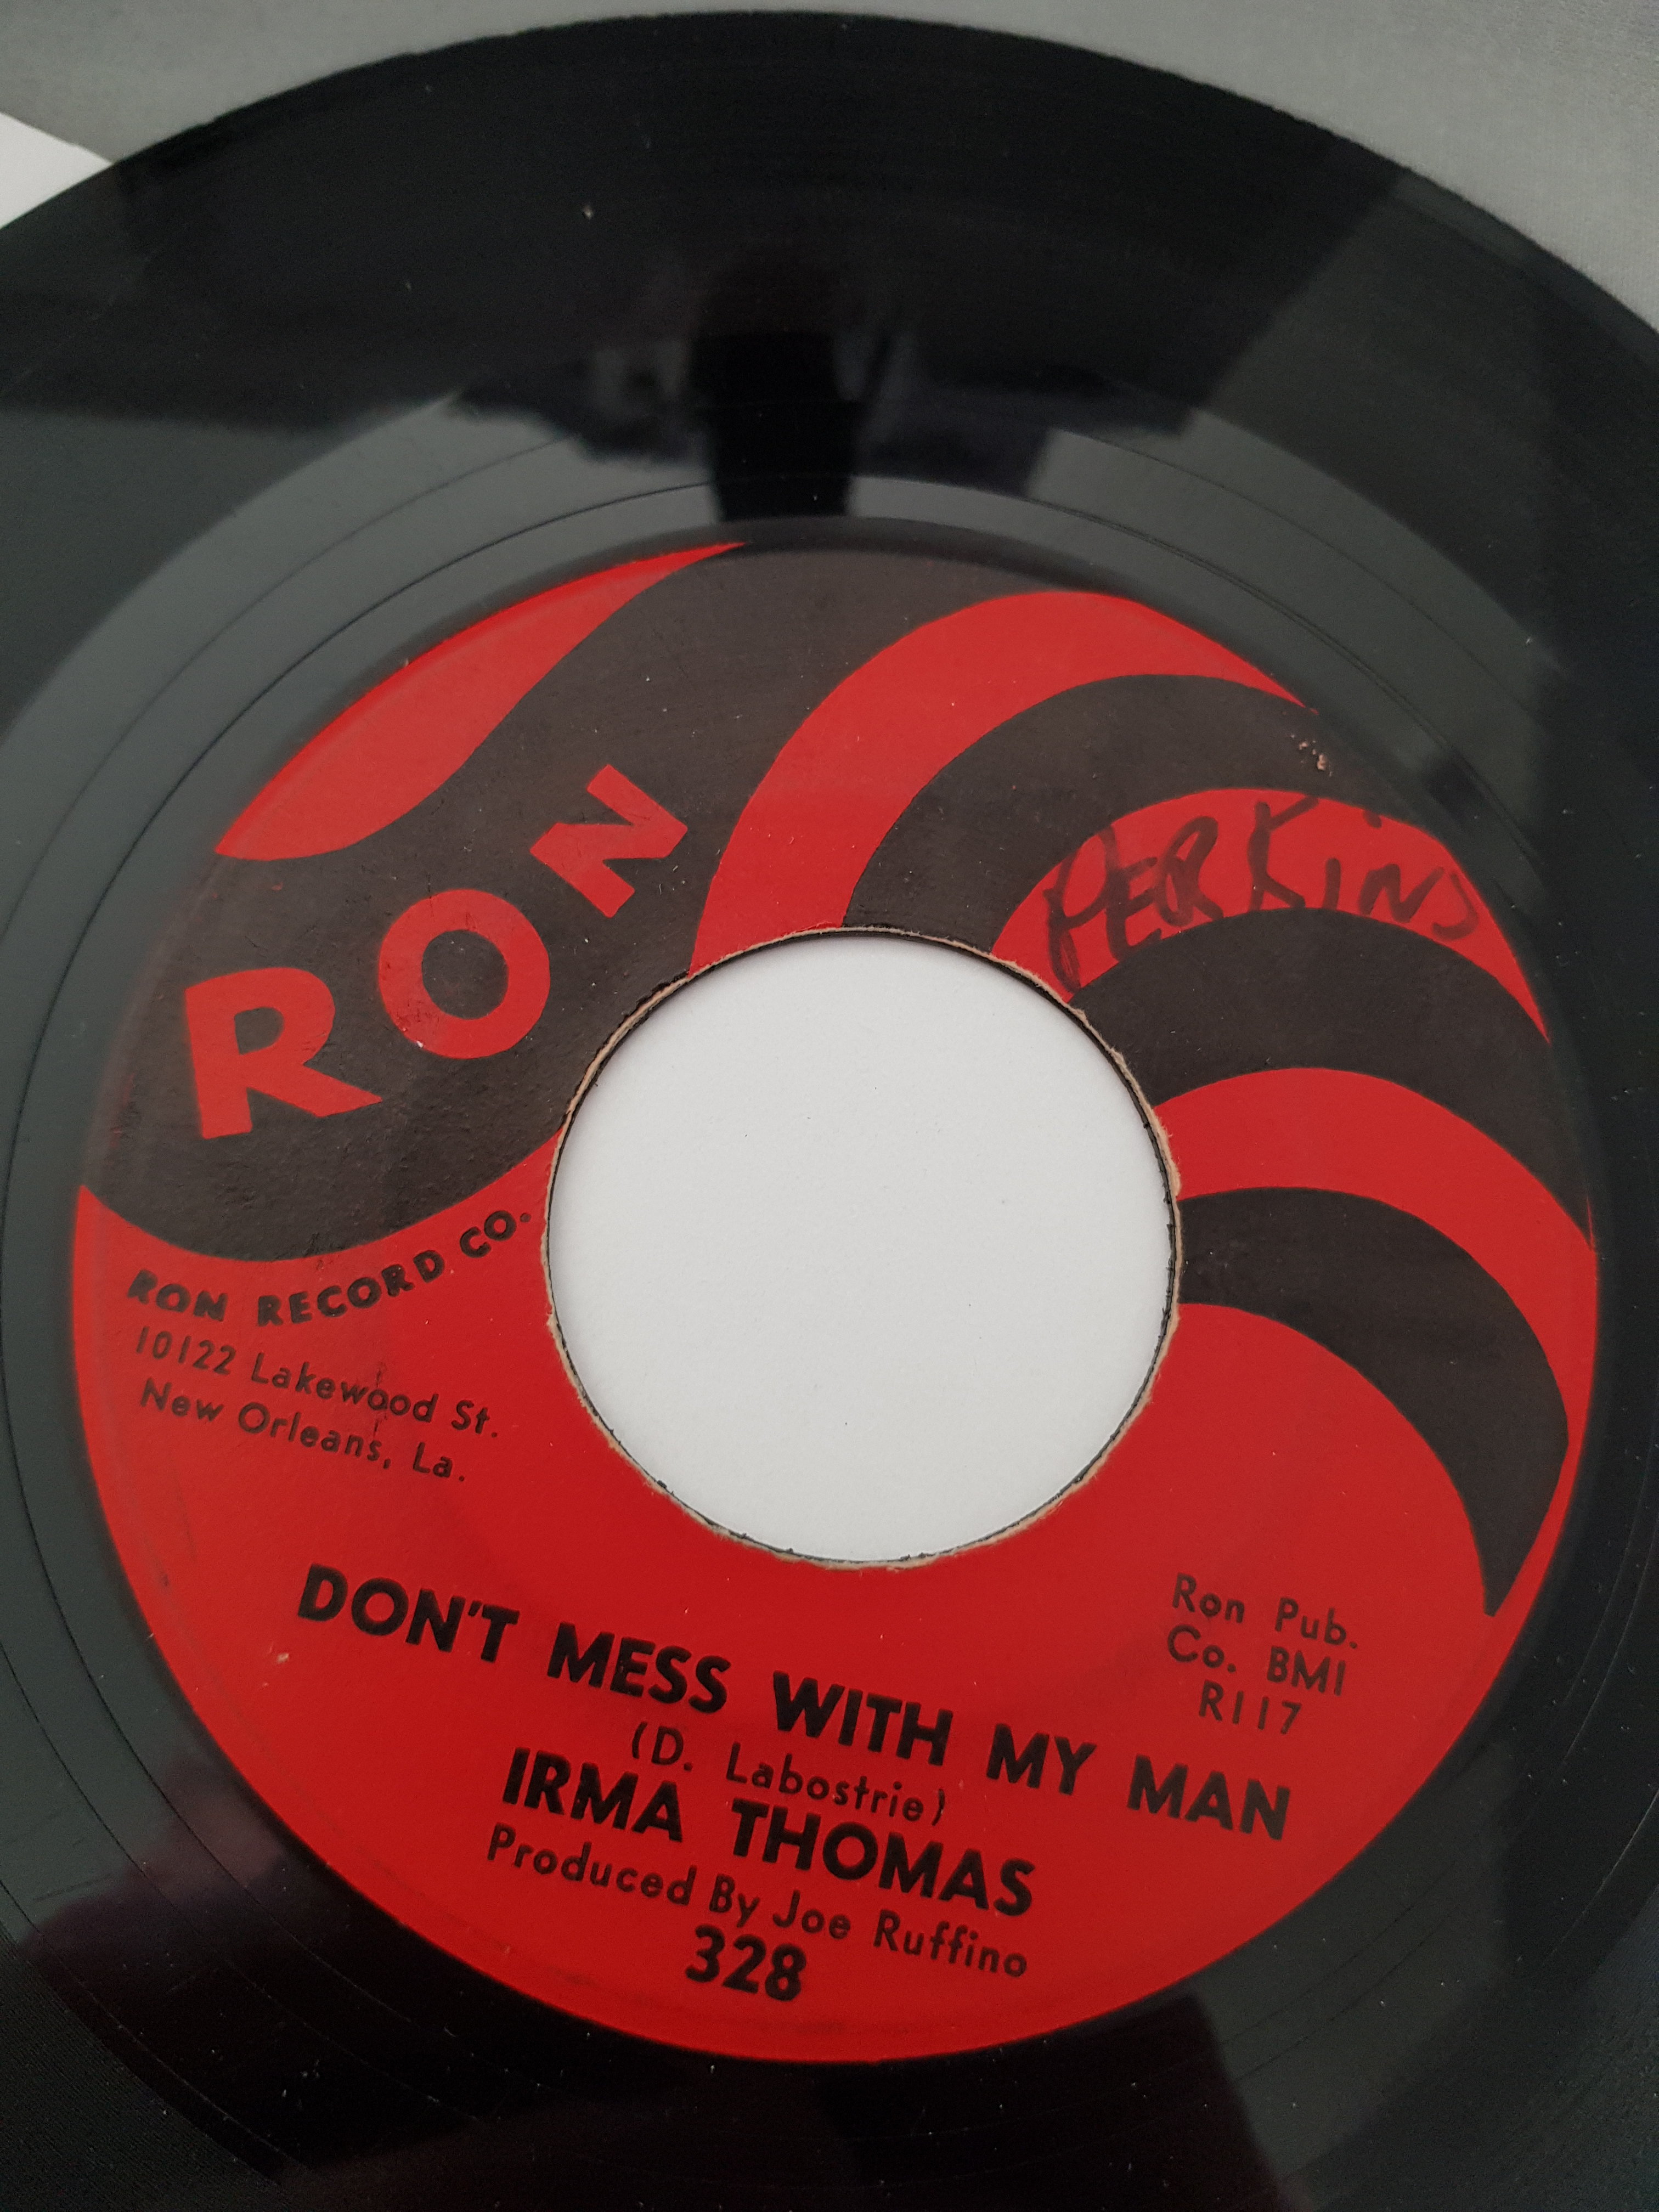 RON
PERKINS
RON RECORD CO.
10122 Lakewood St.
New Orleans, La.
Ron Pub.
Co. BMI
R117
DON'T MESS WITH MY MAN
(D. Labostrie)
IRMA THOMAS
Produced By Joe Ruffino
328